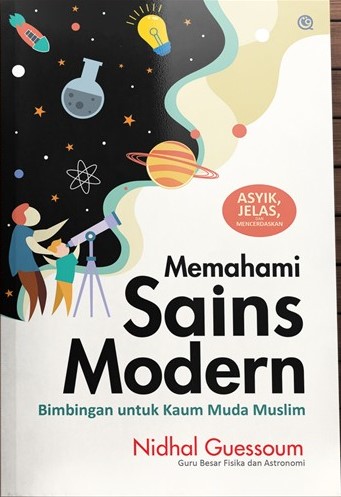 ASYIK,
JELAS,
DAN
MENCERDASKAN
Memahami
Sains
Modern
Bimbingan untuk Kaum Muda Muslim
Nidhal Guessoum
Guru Besar Fisika dan Astronomi